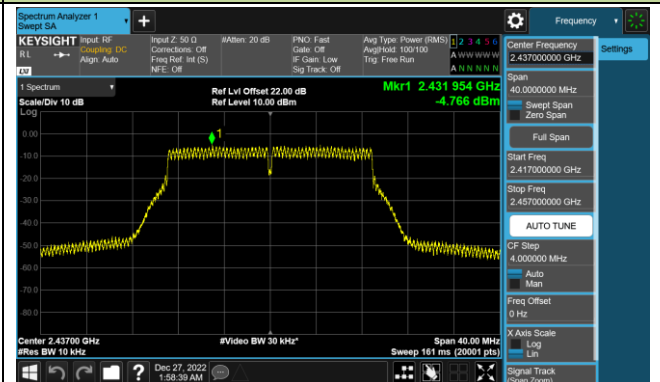 Spectrum Analyzer 1
Swept SA
+
Frequency
KEYSIGHT
Input: RF
Input Z: 50 Ω
#Atten: 20 dB
PNO: Fast
Avg Type: Power (RMS)
1 2 3 4 5 6
RL
Coupling: DC
Corrections: Off
Gate: Off
Avg|Hold: 100/100
A W W W W W
Align: Auto
Freq Ref: Int (S)
IF Gain: Low
Trig: Free Run
NFE: Off
Sig Track: Off
A N N N N N
Center Frequency
2.437000000 GHz
Settings
Span
40.0000000 MHz
Swept Span
Zero Span
Full Span
Start Freq
2.417000000 GHz
Stop Freq
2.457000000 GHz
AUTO TUNE
CF Step
4.000000 MHz
Auto
Man
Freq Offset
0 Hz
X Axis Scale
Log
Lin
Signal Track
(Span Zoom)
1 Spectrum
Ref Lvl Offset 22.00 dB
Mkr1 2.431 954 GHz
Scale/Div 10 dB
Ref Level 10.00 dBm
-4.766 dBm
Log
0.00
1
-10.0
-20.0
-30.0
-40.0
-50.0
-60.0
-70.0
-80.0
Center 2.43700 GHz
#Video BW 30 kHz*
Span 40.00 MHz
#Res BW 10 kHz
Sweep 161 ms (20001 pts)
?
Dec 27, 2022
1:58:39 AM